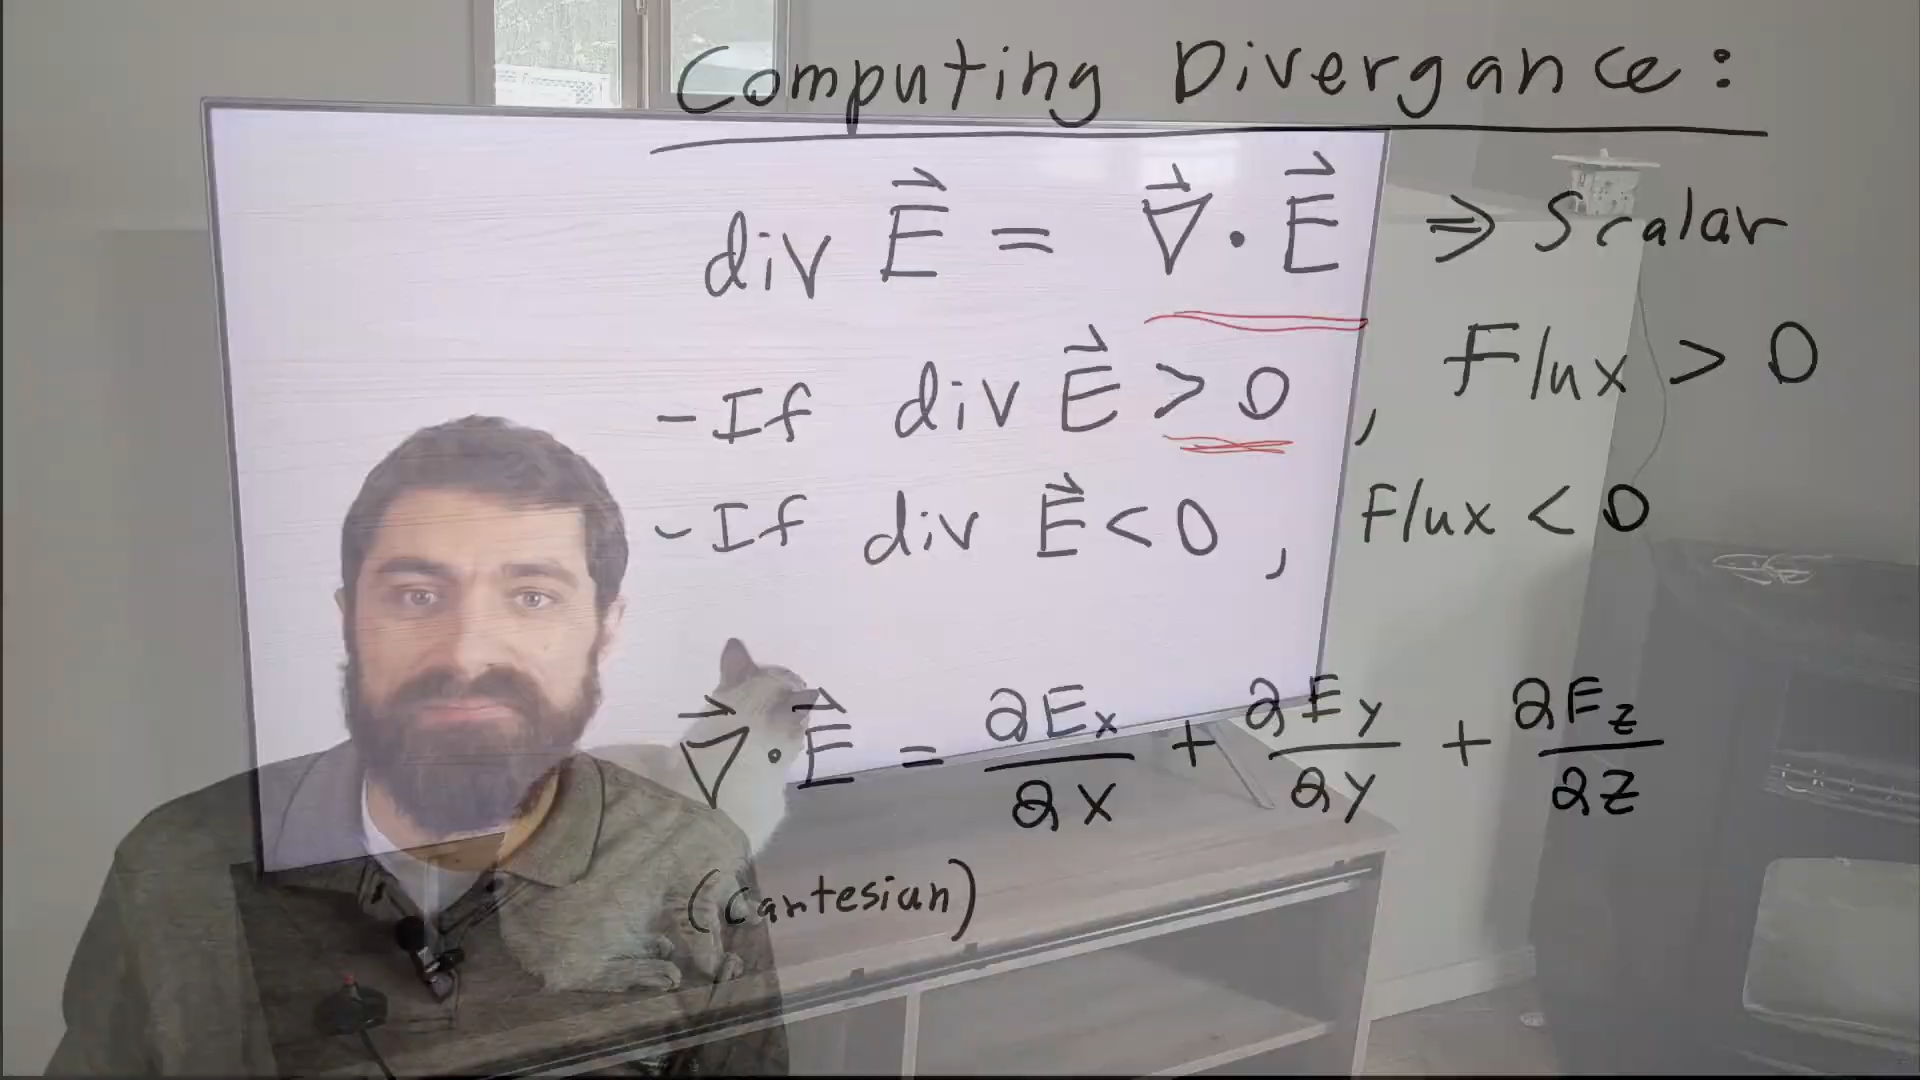 Computing Divergance:
div E⃗ = ∇⃗ · E⃗ ⇒ Scalar
- If div E⃗ > 0 , Flux > 0
- If div E⃗ < 0 , Flux < 0
∇⃗ · E⃗ = ∂Ex/∂x + ∂Ey/∂y + ∂Ez/∂z
(Cartesian)